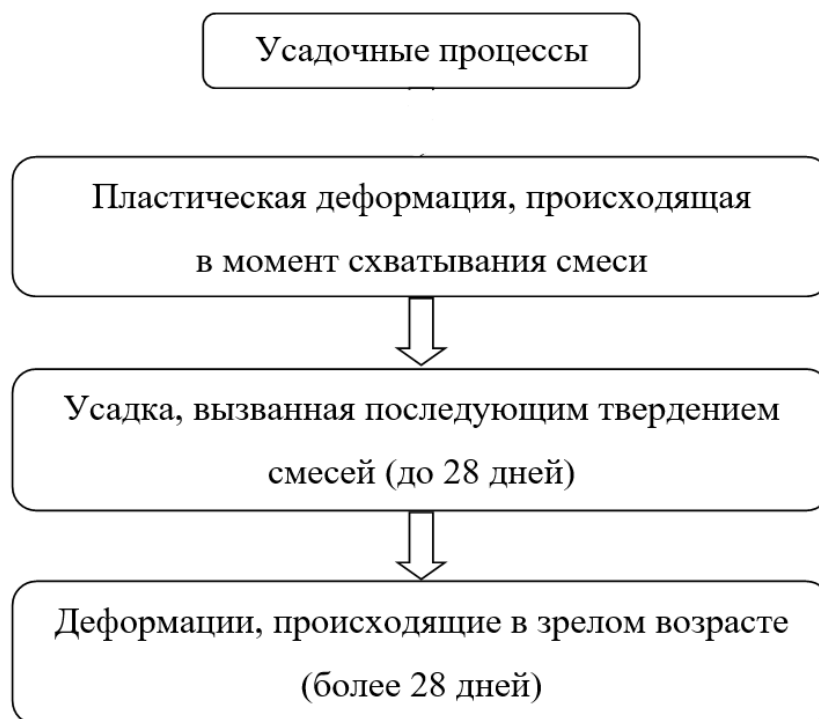 Усадочные процессы
Пластическая деформация, происходящая
в момент схватывания смеси
Усадка, вызванная последующим твердением
смесей (до 28 дней)
Деформации, происходящие в зрелом возрасте
(более 28 дней)